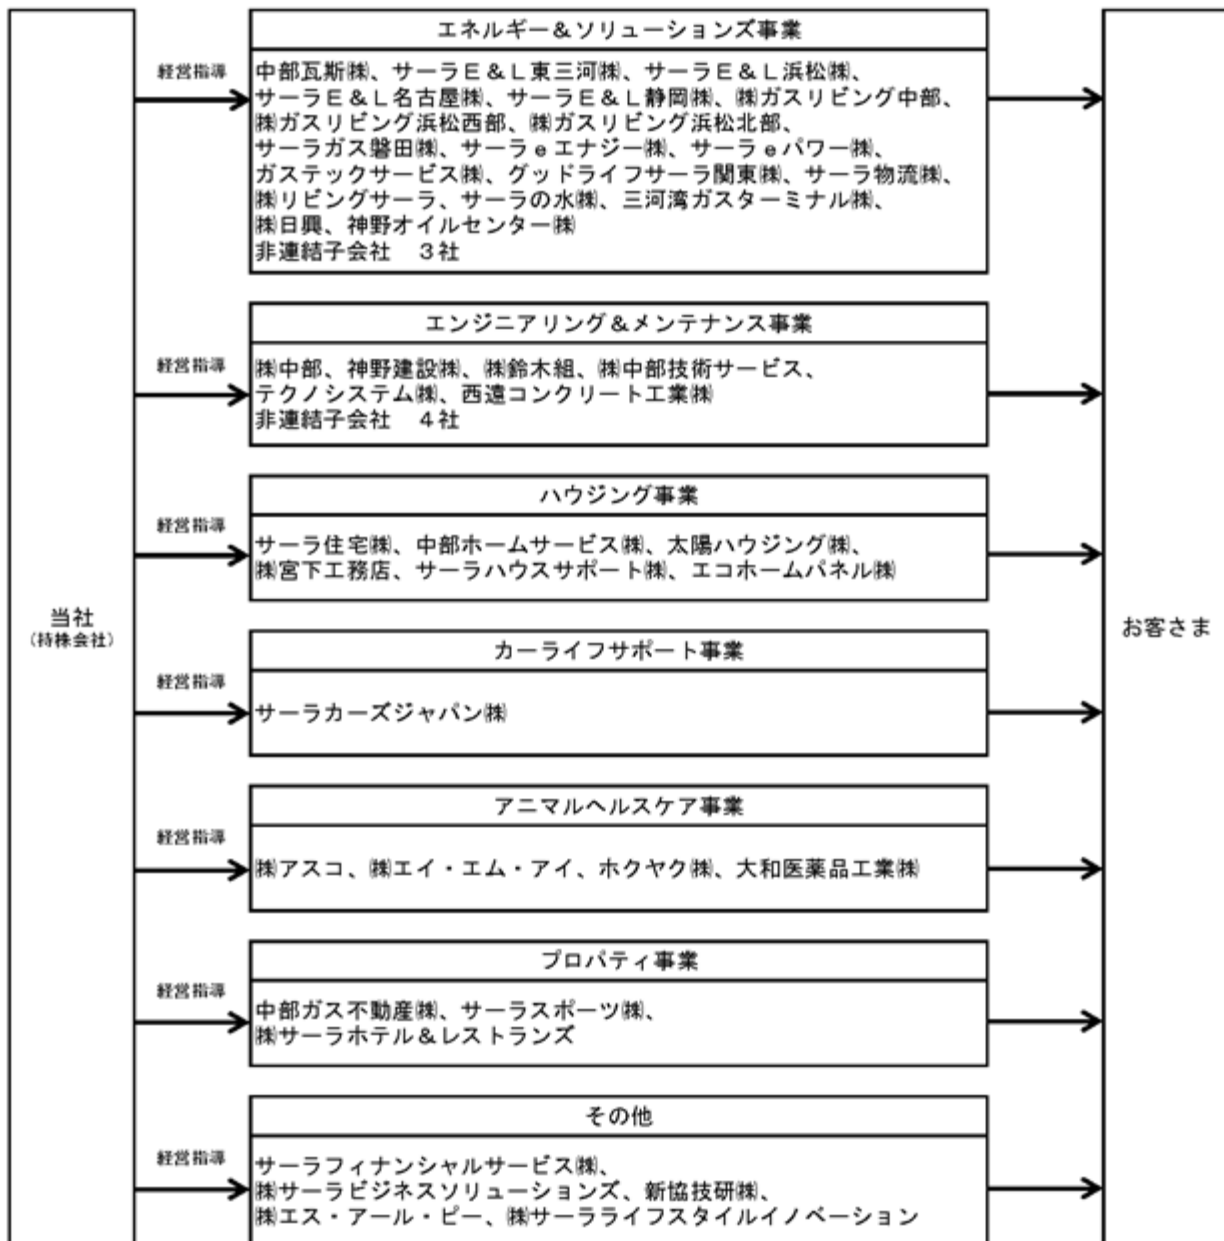 当社
(持株会社)
経営指導
エネルギー＆ソリューションズ事業
中部瓦斯㈱、サーラＥ＆Ｌ東三河㈱、サーラＥ＆Ｌ浜松㈱、
サーラＥ＆Ｌ名古屋㈱、サーラＥ＆Ｌ静岡㈱、㈱ガスリビング中部、
㈱ガスリビング浜松西部、㈱ガスリビング浜松北部、
サーラガス磐田㈱、サーラｅエナジー㈱、サーラｅパワー㈱、
ガステックサービス㈱、グッドライフサーラ関東㈱、サーラ物流㈱、
㈱リビングサーラ、サーラの水㈱、三河湾ガスターミナル㈱、
㈱日興、神野オイルセンター㈱
非連結子会社　３社
経営指導
エンジニアリング＆メンテナンス事業
㈱中部、神野建設㈱、㈱鈴木組、㈱中部技術サービス、
テクノシステム㈱、西遠コンクリート工業㈱
非連結子会社　４社
経営指導
ハウジング事業
サーラ住宅㈱、中部ホームサービス㈱、太陽ハウジング㈱、
㈱宮下工務店、サーラハウスサポート㈱、エコホームパネル㈱
経営指導
カーライフサポート事業
サーラカーズジャパン㈱
経営指導
アニマルヘルスケア事業
㈱アスコ、㈱エイ・エム・アイ、ホクヤク㈱、大和医薬品工業㈱
経営指導
プロパティ事業
中部ガス不動産㈱、サーラスポーツ㈱、
㈱サーラホテル＆レストランズ
経営指導
その他
サーラフィナンシャルサービス㈱、
㈱サーラビジネスソリューションズ、新協技研㈱、
㈱エス・アール・ピー、㈱サーラライフスタイルイノベーション
お客さま